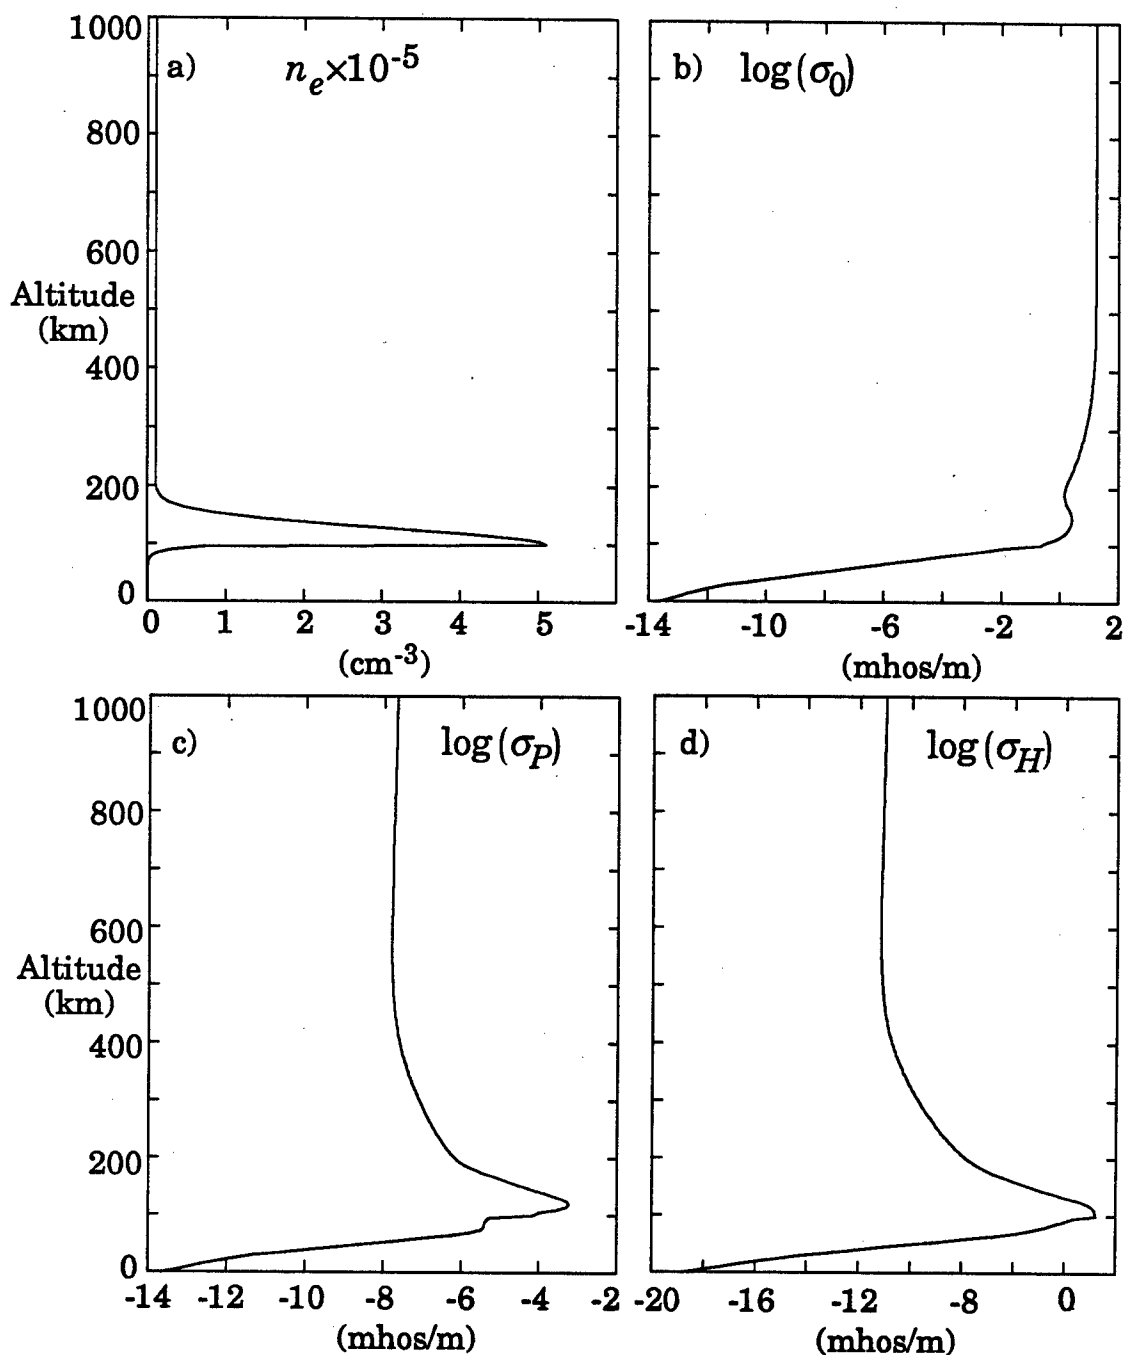 a) n_e×10^-5
1000
800
600
Altitude
(km)
400
200
0
0 1 2 3 4 5
(cm^-3)
b) log(σ_0)
-14 -10 -6 -2 2
(mhos/m)
c) log(σ_P)
1000
800
600
Altitude
(km)
400
200
0
-14 -12 -10 -8 -6 -4 -2
(mhos/m)
d) log(σ_H)
-20 -16 -12 -8 0
(mhos/m)